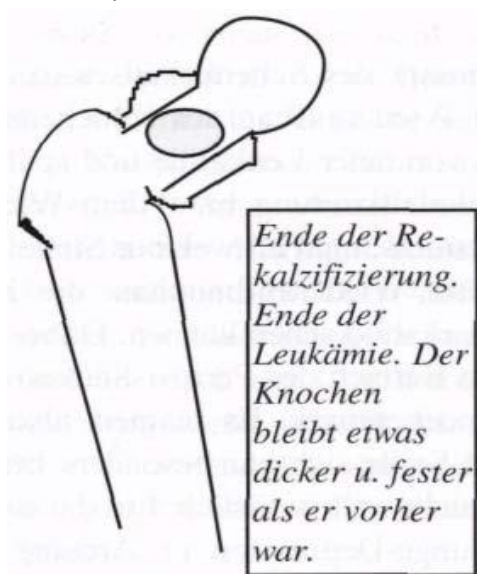 Ende der Re-
kalzifizierung.
Ende der
Leukämie. Der
Knochen
bleibt etwas
dicker u. fester
als er vorher
war.